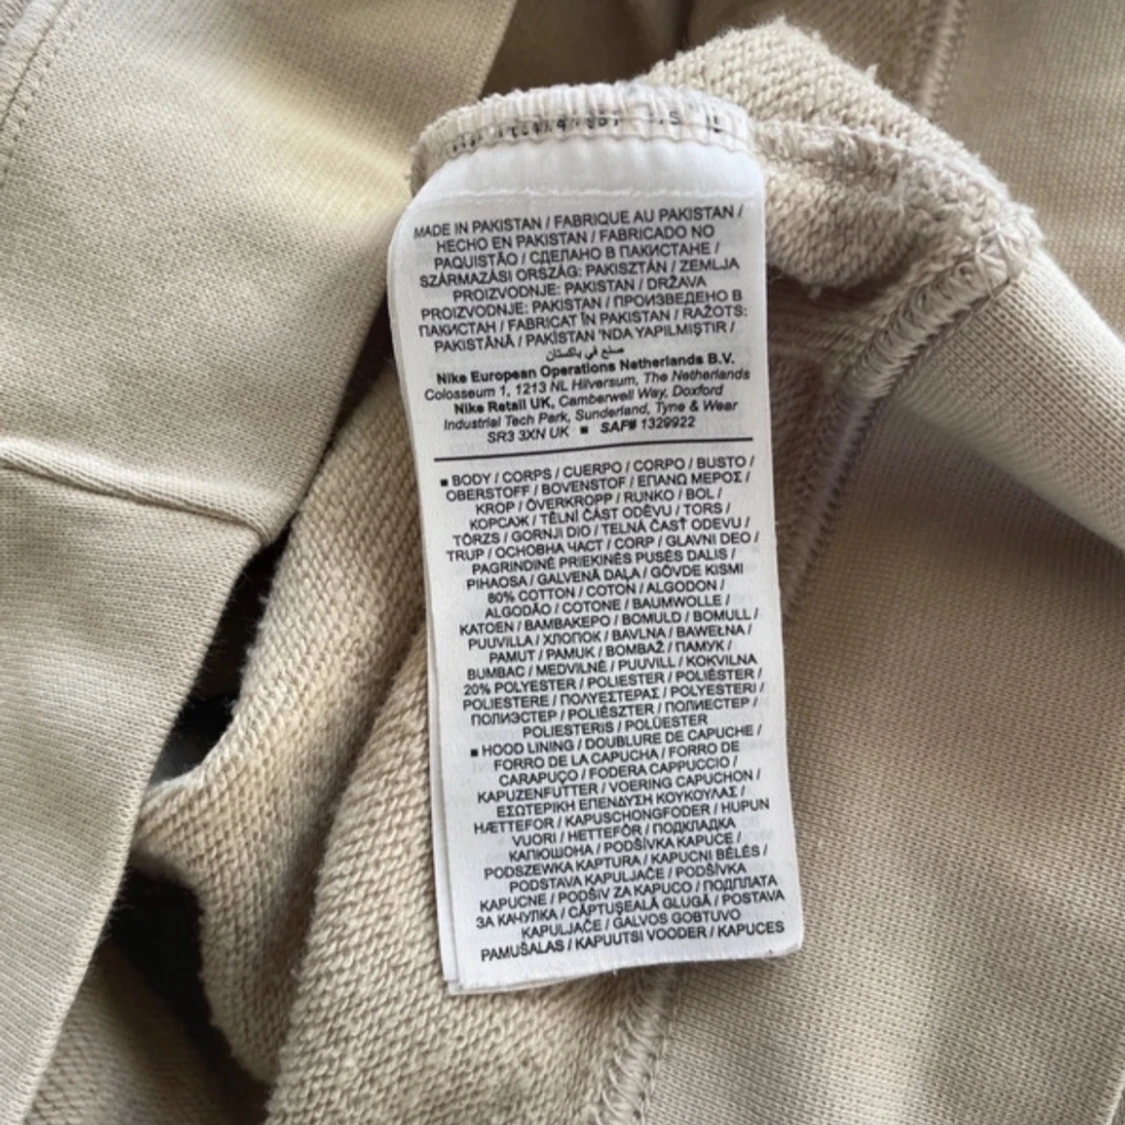 MADE IN PAKISTAN / FABRIQUE AU PAKISTAN /
HECHO EN PAKISTAN / FABRICADO NO
PAQUISTÃO / СДЕЛАНО В ПАКИСТАНЕ /
SZÁRMAZÁSI ORSZÁG: PAKISZTÁN / ZEMLJA
PROIZVODNJE: PAKISTAN / DRŽAVA
PROIZVODNJE: PAKISTAN / ПРОИЗВЕДЕНО В
ПАКИСТАН / FABRICAT ÎN PAKISTAN / RAŽOTS:
PAKISTĀNĀ / PAKİSTAN 'NDA YAPILMIŞTIR /
صنع في باكستان
Nike European Operations Netherlands B.V.
Colosseum 1, 1213 NL Hilversum, The Netherlands
Nike Retail UK, Camberwell Way, Doxford
Industrial Tech Park, Sunderland, Tyne & Wear
SR3 3XN UK ■ SAF# 1329922
■ BODY / CORPS / CUERPO / CORPO / BUSTO /
OBERSTOFF / BOVENSTOF / ΕΠΑΝΩ ΜΕΡΟΣ /
KROP / ÖVERKROPP / RUNKO / BOL /
КОРСАЖ / TĚLNÍ ČÁST ODĚVU / TORS /
TÖRZS / GORNJI DIO / TELNÁ ČASŤ ODEVU /
TRUP / ОСНОВНА ЧАСТ / CORP / GLAVNI DEO /
PAGRINDINĖ PRIEKINĖS PUSĖS DALIS /
PIHAOSA / GALVENĀ DAĻA / GÖVDE KISMI
80% COTTON / COTON / ALGODON /
ALGODÃO / COTONE / BAUMWOLLE /
KATOEN / ΒΑΜΒΑΚΕΡΟ / BOMULD / BOMULL /
PUUVILLA / ХЛОПОК / BAVLNA / BAWEŁNA /
PAMUT / PAMUK / BOMBAŽ / ПАМУК /
BUMBAC / MEDVILNĖ / PUUVILL / KOKVILNA
20% POLYESTER / POLIESTER / POLIÉSTER /
POLIESTERE / ΠΟΛΥΕΣΤΕΡΑΣ / POLYESTERI /
ПОЛИЭСТЕР / POLIÉSZTER / ПОЛИЕСТЕР /
POLIESTERIS / POLÜESTER
■ HOOD LINING / DOUBLURE DE CAPUCHE /
FORRO DE LA CAPUCHA / FORRO DE
CARAPUÇO / FODERA CAPPUCCIO /
KAPUZENFUTTER / VOERING CAPUCHON /
ΕΣΩΤΕΡΙΚΗ ΕΠΕΝΔΥΣΗ ΚΟΥΚΟΥΛΑΣ /
HÆTTEFOR / KAPUSCHONGFODER / HUPUN
VUORI / HETTEFÔR / ПОДКЛАДКА
КАПЮШОНА / PODŠÍVKA KAPUCE /
PODSZEWKA KAPTURA / KAPUCNI BÉLÉS /
PODSTAVA KAPULJAČE / PODŠÍVKA
KAPUCNE / PODŠIV ZA KAPUCO / ПОДПЛАТА
ЗА КАЧУЛКА / CĂPTUŞEALĂ GLUGĂ / POSTAVA
KAPULJAČE / GALVOS GOBTUVO
PAMUŠALAS / KAPUUTSI VOODER / KAPUCES